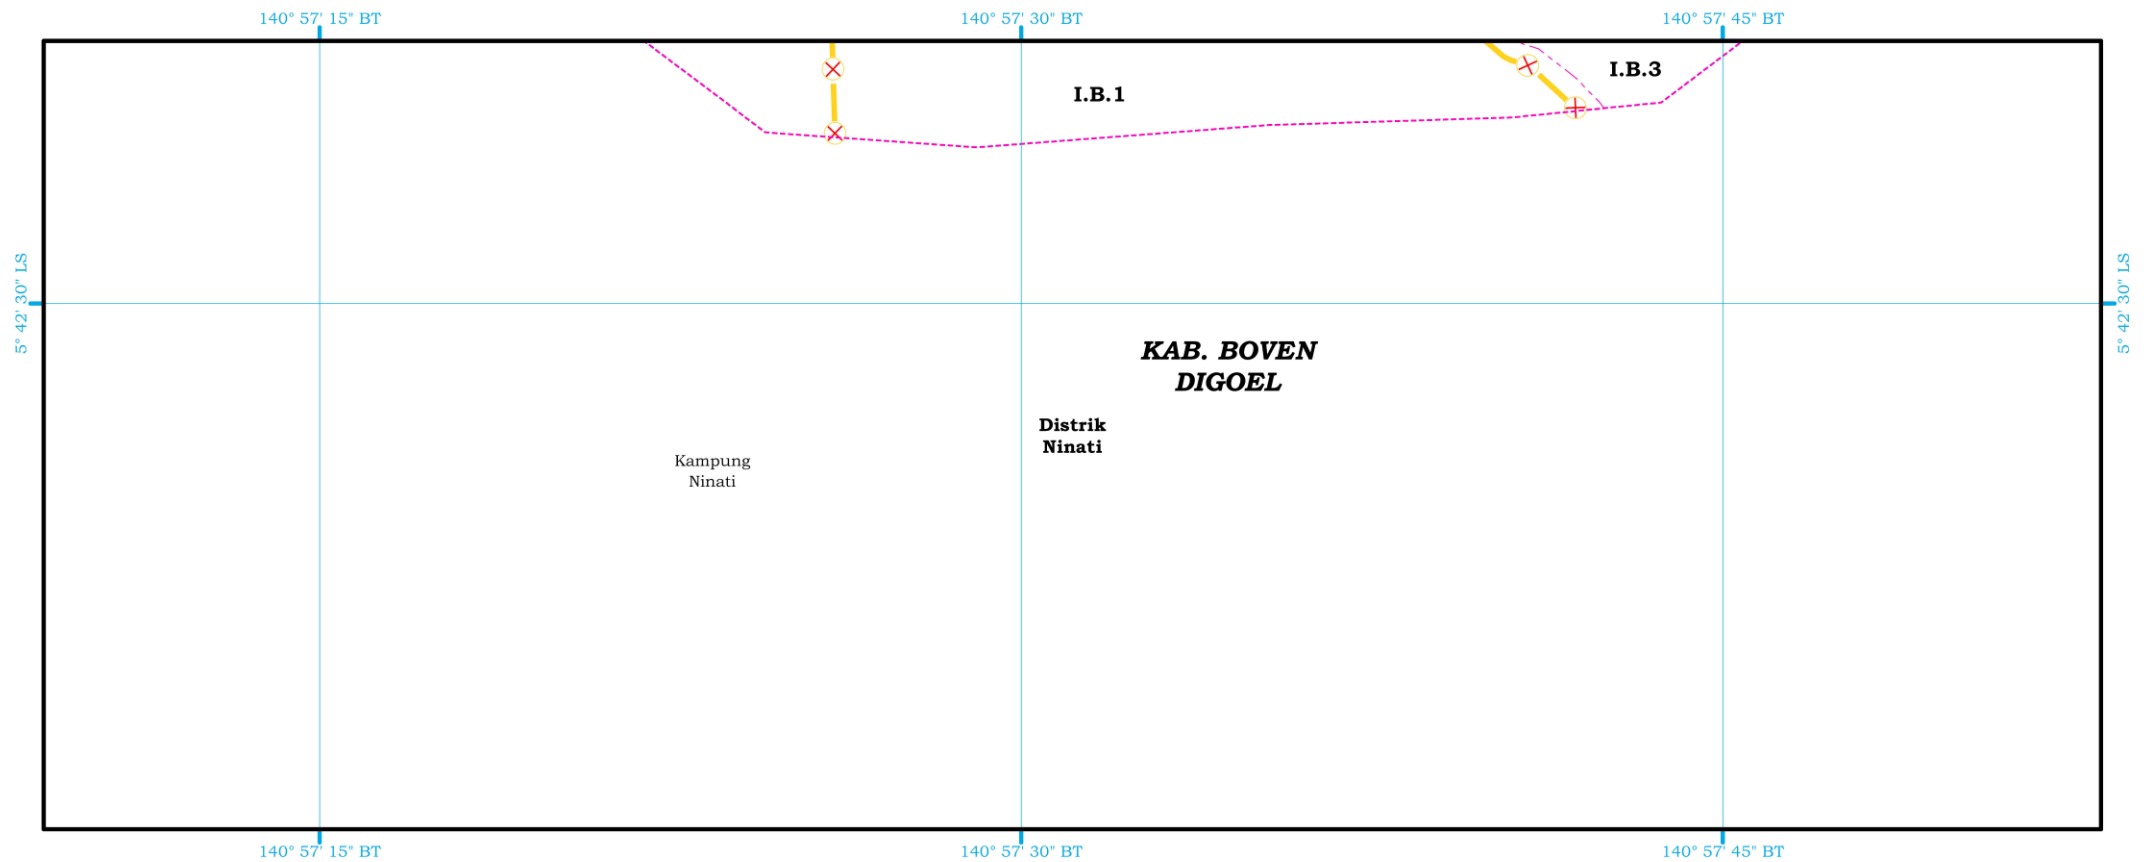 140° 57' 15" BT
140° 57' 30" BT
140° 57' 45" BT
I.B.3
I.B.1
5° 42' 30" LS
5° 42' 30" LS
KAB. BOVEN
DIGOEL
Distrik
Ninati
Kampung
Ninati
140° 57' 15" BT
140° 57' 30" BT
140° 57' 45" BT